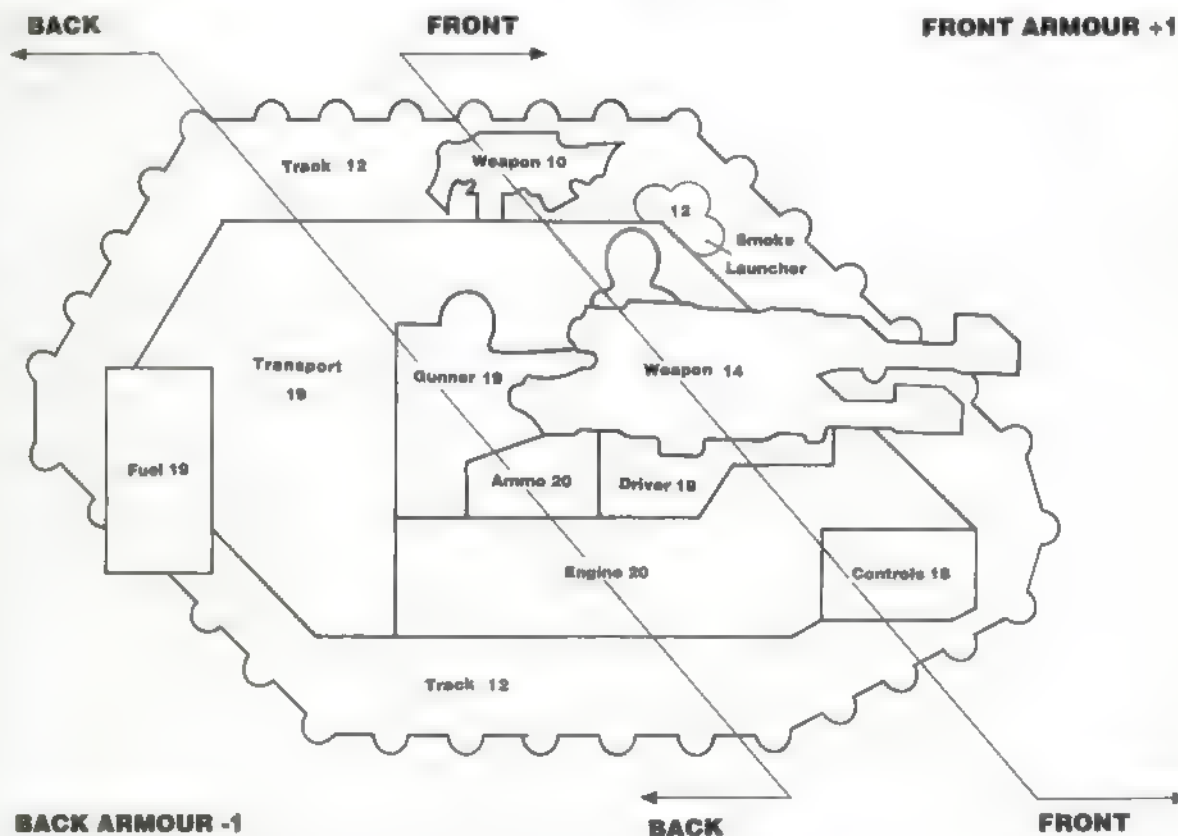 BACK
FRONT
FRONT ARMOUR +1
Track 12
Weapon 10
12
Smoke
Launcher
Transport
19
Gunner 19
Weapon 14
Fuel 19
Ammo 20
Driver 19
Engine 20
Controls 18
Track 12
BACK ARMOUR -1
BACK
FRONT